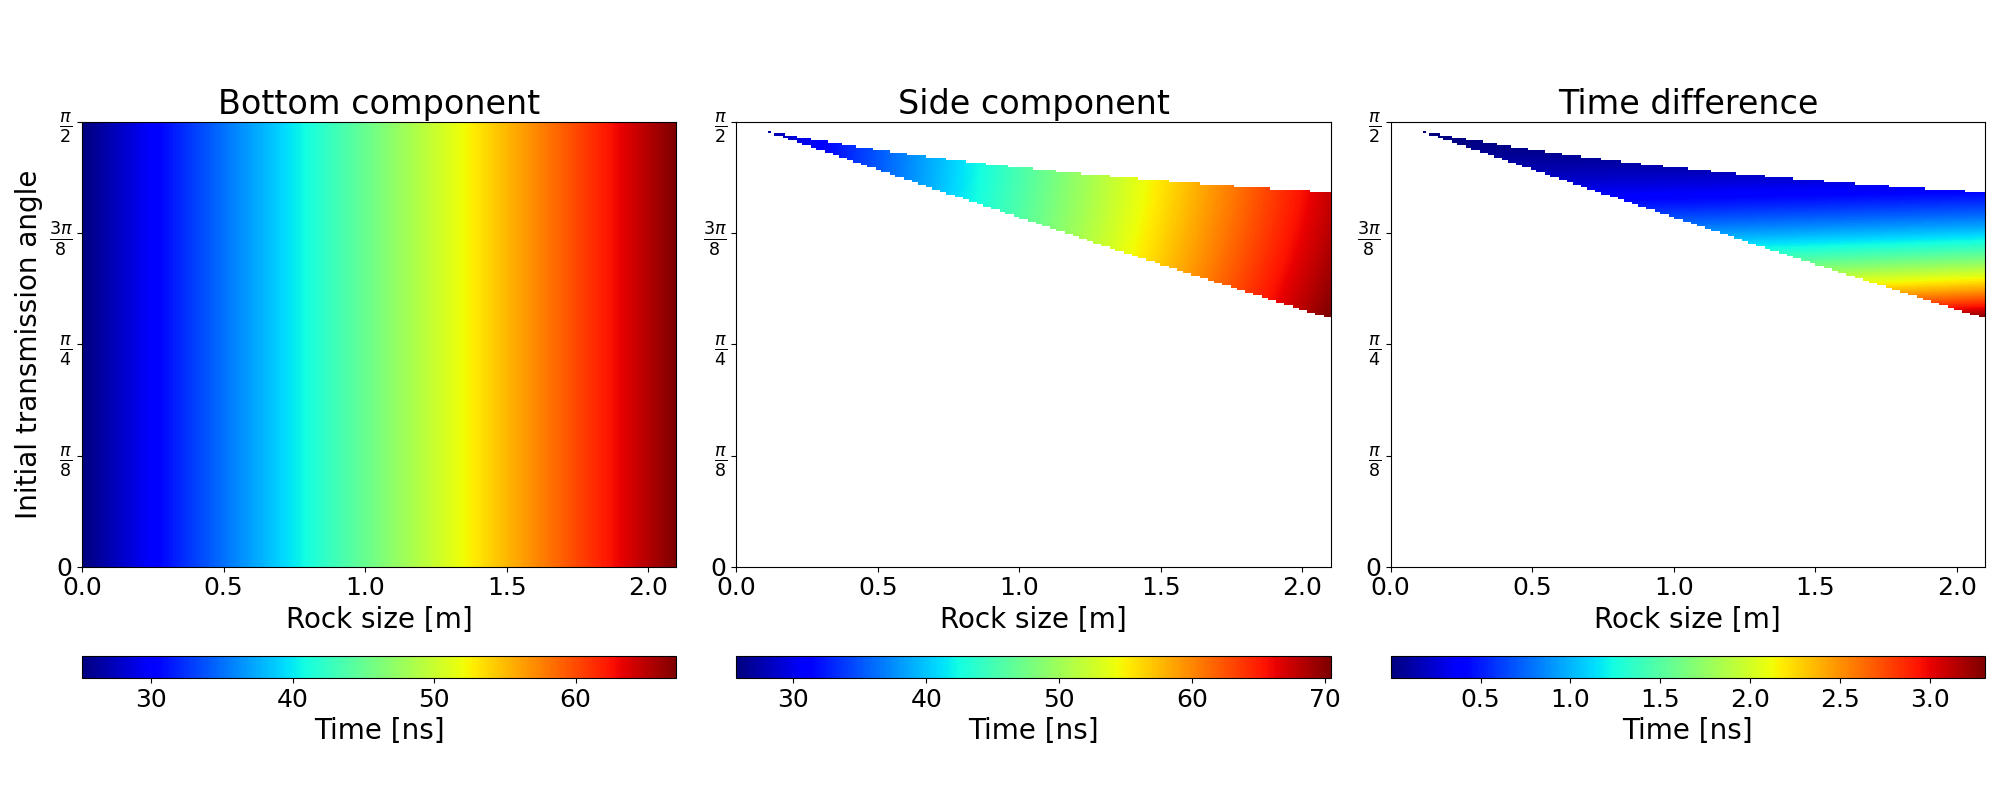 Bottom component
Side component
Time difference
Initial transmission angle
π/2
3π/8
π/4
π/8
0
π/2
3π/8
π/4
π/8
0
π/2
3π/8
π/4
π/8
0
0.0 0.5 1.0 1.5 2.0
0.0 0.5 1.0 1.5 2.0
0.0 0.5 1.0 1.5 2.0
Rock size [m]
Rock size [m]
Rock size [m]
30 40 50 60
30 40 50 60 70
0.5 1.0 1.5 2.0 2.5 3.0
Time [ns]
Time [ns]
Time [ns]